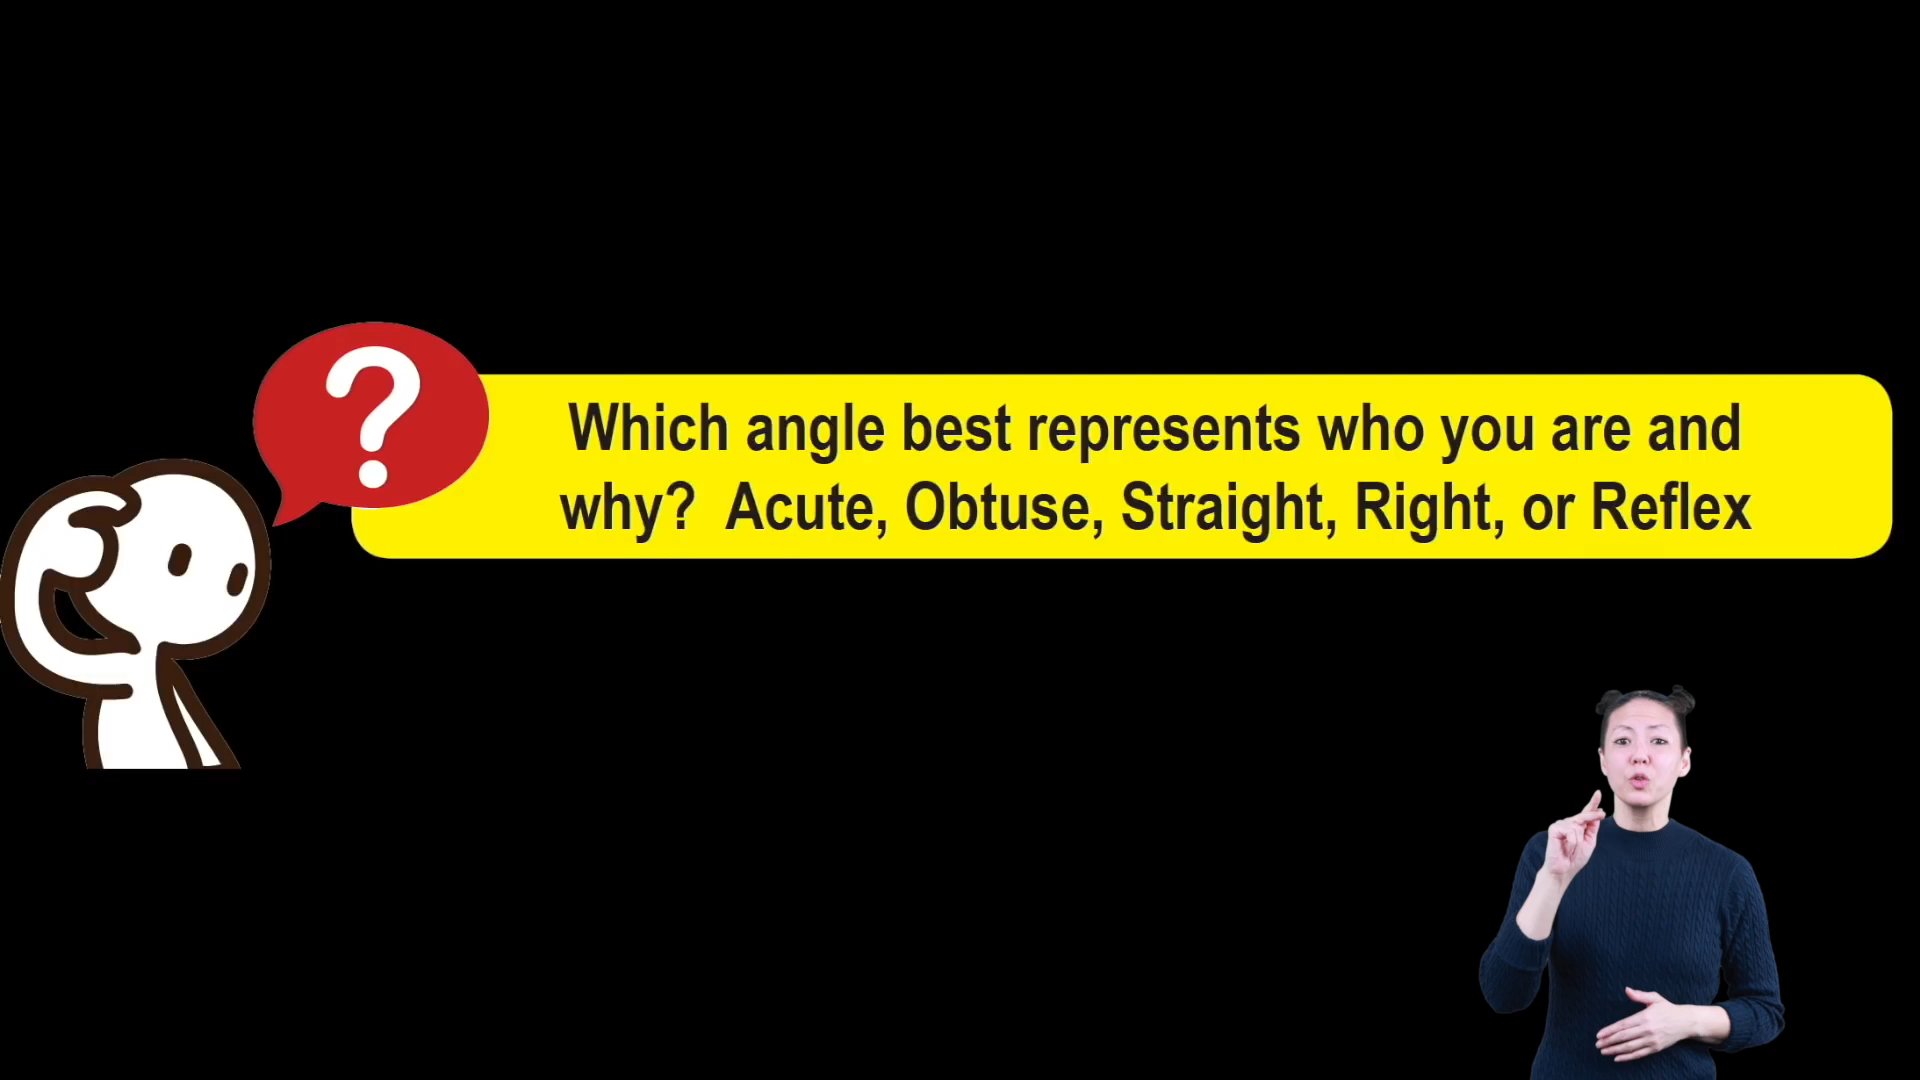 ?
Which angle best represents who you are and
why?  Acute, Obtuse, Straight, Right, or Reflex